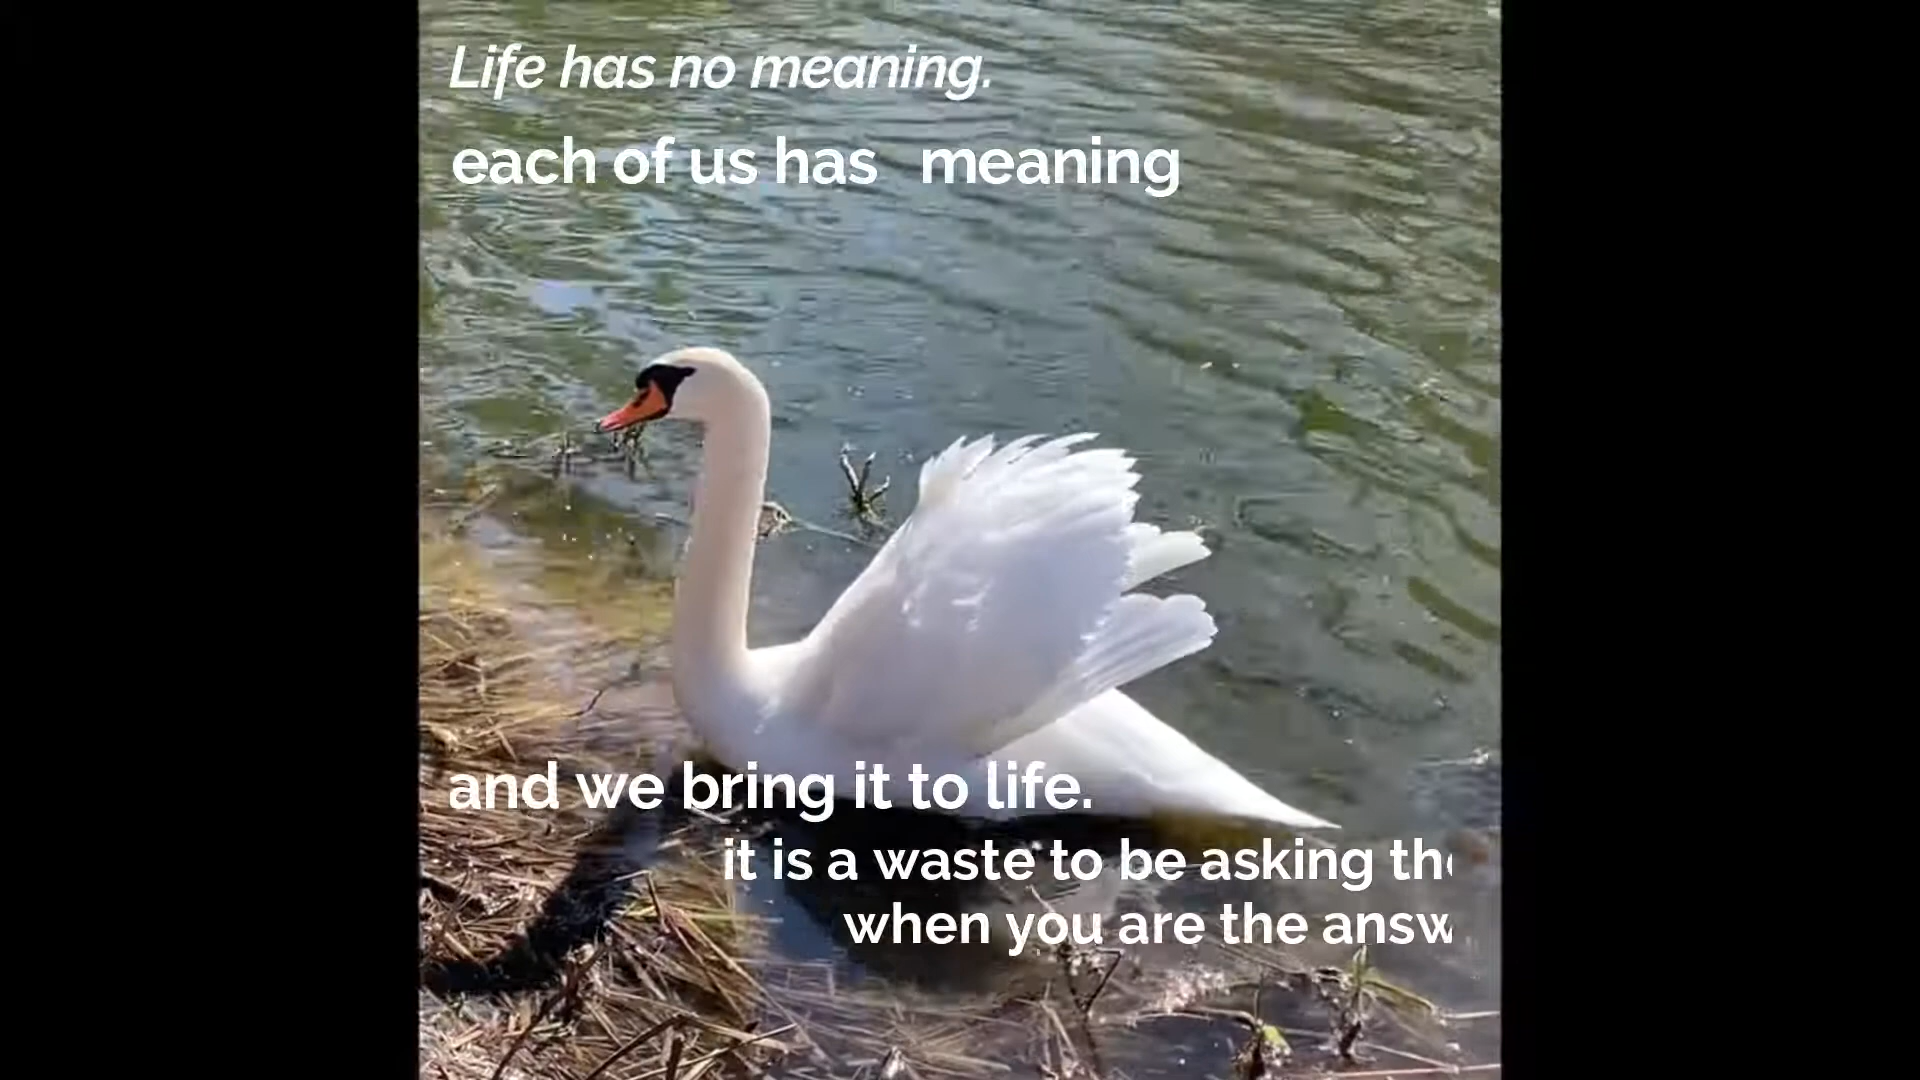 Life has no meaning.
each of us has meaning
and we bring it to life.
it is a waste to be asking
when you are the